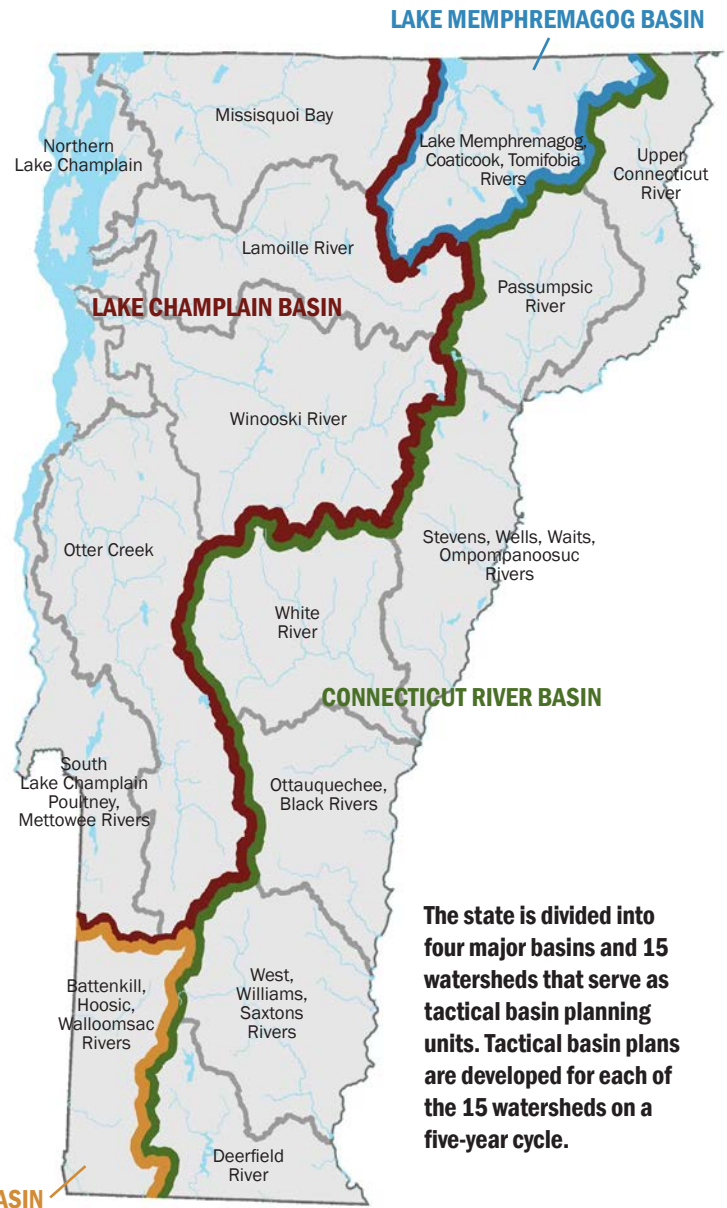 LAKE MEMPHREMAGOG BASIN
Missisquoi Bay
Northern
Lake Champlain
Lake Memphremagog,
Coaticook, Tomifobia
Rivers
Upper
Connecticut
River
Lamoille River
Passumpsic
River
LAKE CHAMPLAIN BASIN
Winooski River
Otter Creek
Stevens, Wells, Waits,
Ompompanoosuc
Rivers
White
River
CONNECTICUT RIVER BASIN
South
Lake Champlain
Poultney,
Mettowee Rivers
Ottauquechee,
Black Rivers
The state is divided into
four major basins and 15
watersheds that serve as
tactical basin planning
units. Tactical basin plans
are developed for each of
the 15 watersheds on a
five-year cycle.
Battenkill,
Hoosic,
Walloomsac
Rivers
West,
Williams,
Saxtons
Rivers
Deerfield
River
ASIN